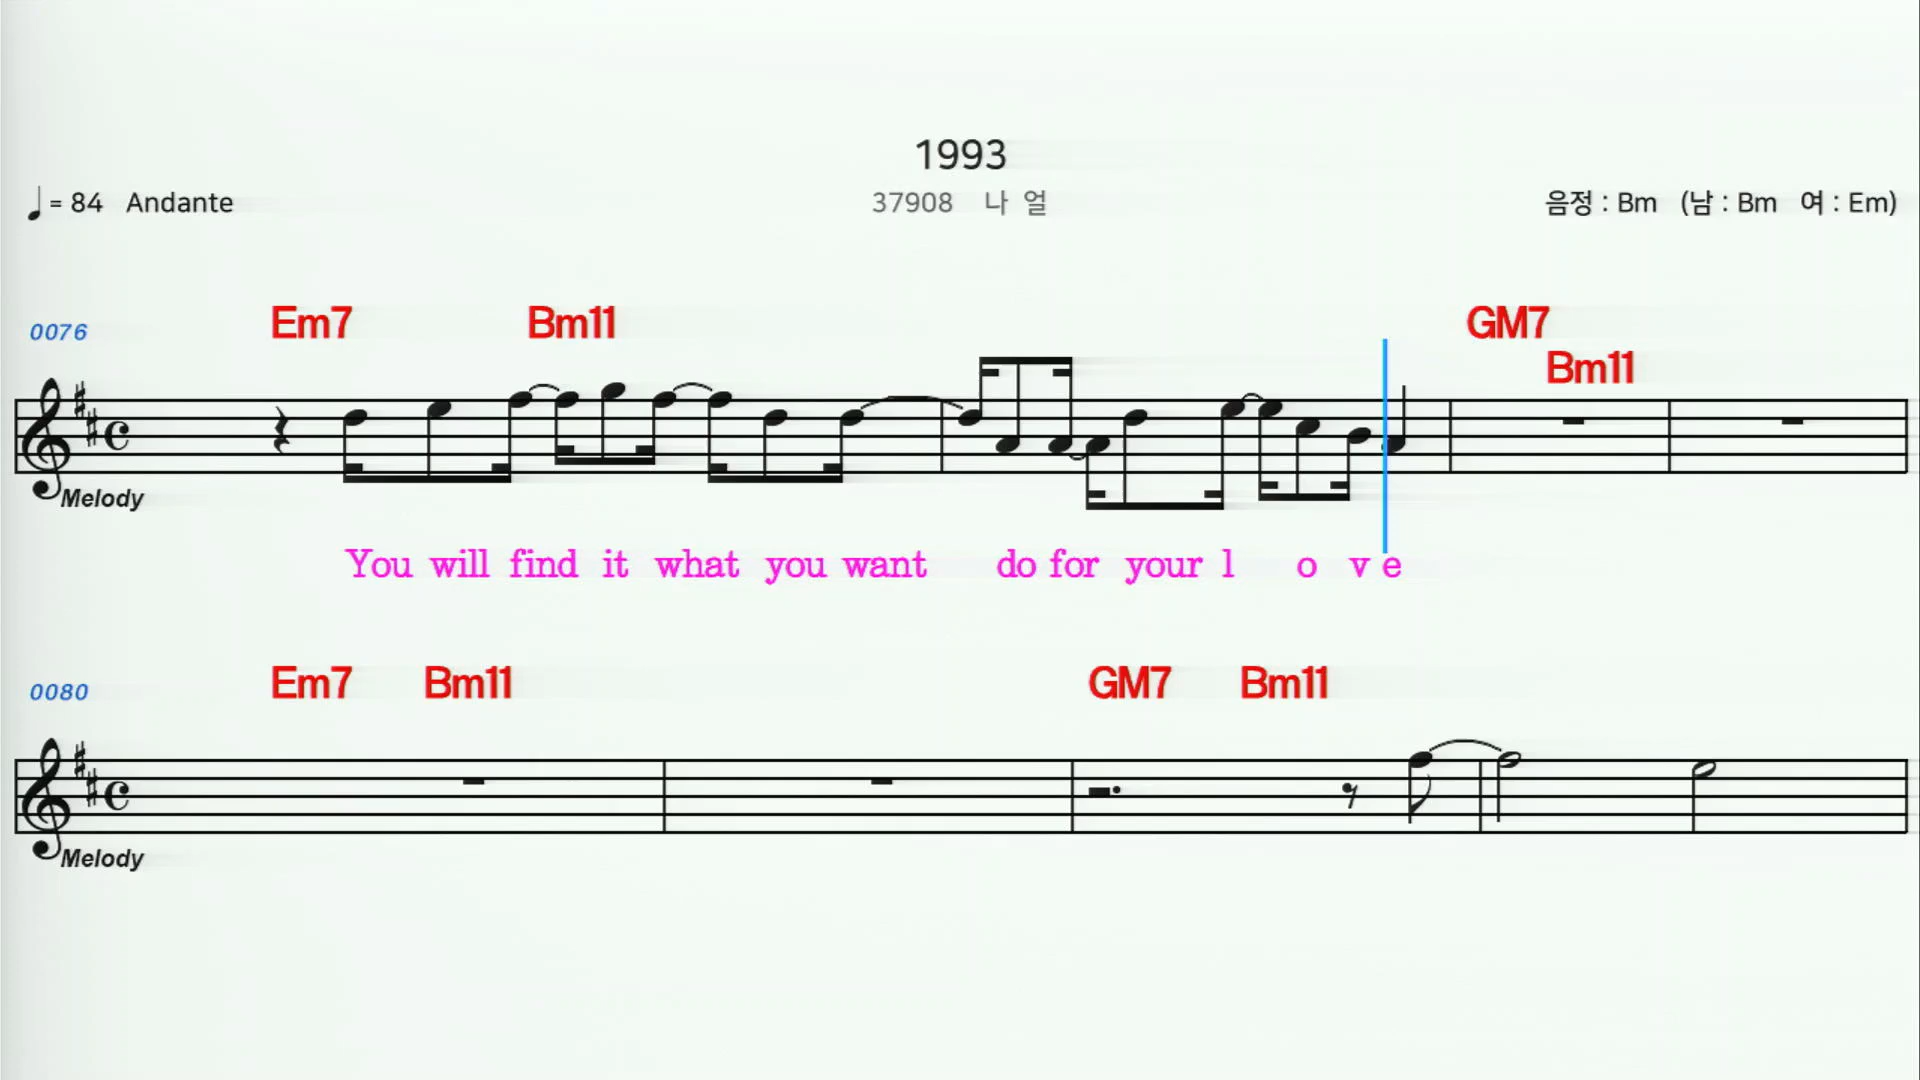 1993
= 84 Andante
37908 나 얼
음정 : Bm (남 : Bm 여 : Em)
0076
Em7 Bm11 GM7
Bm11
Melody
You will find it what you want do for your l o v e
0080
Em7 Bm11 GM7 Bm11
Melody